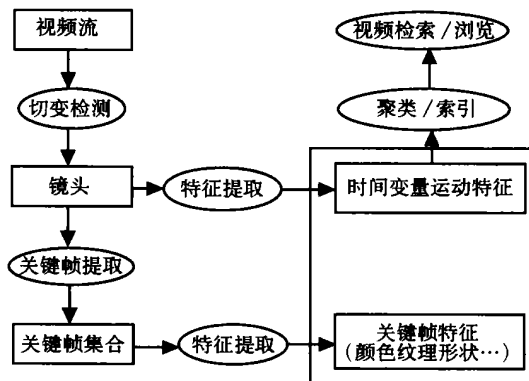 视频流
视频检索/浏览
切变检测
聚类/索引
镜头
特征提取
时间变量运动特征
关键帧提取
关键帧集合
特征提取
关键帧特征
(颜色纹理形状…)